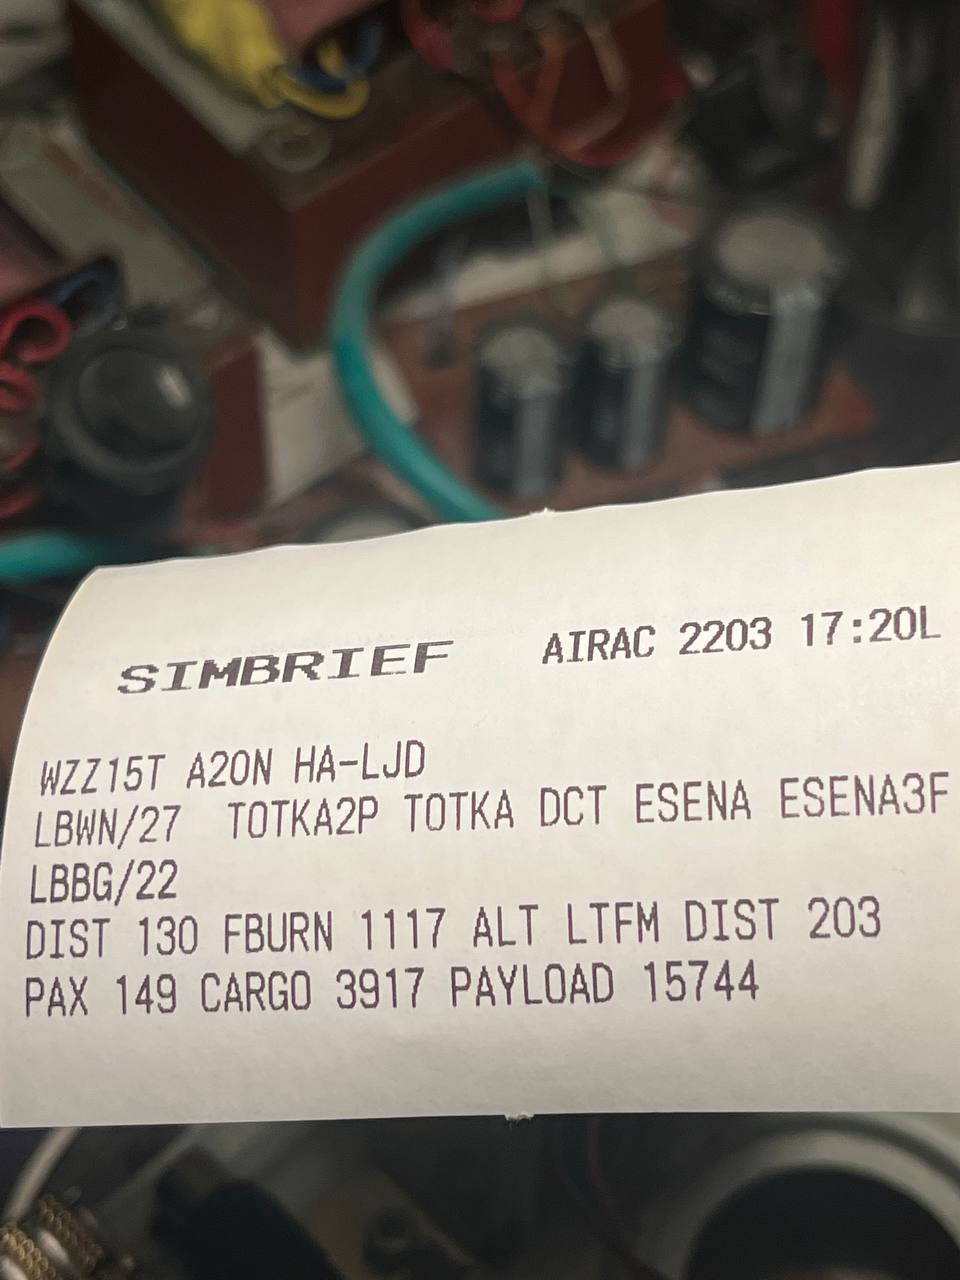 SIMBRIEF AIRAC 2203 17:20L
WZZ15T A20N HA-LJD
LBWN/27 TOTKA2P TOTKA DCT ESENA ESENA3F
LBBG/22
DIST 130 FBURN 1117 ALT LTFM DIST 203
PAX 149 CARGO 3917 PAYLOAD 15744